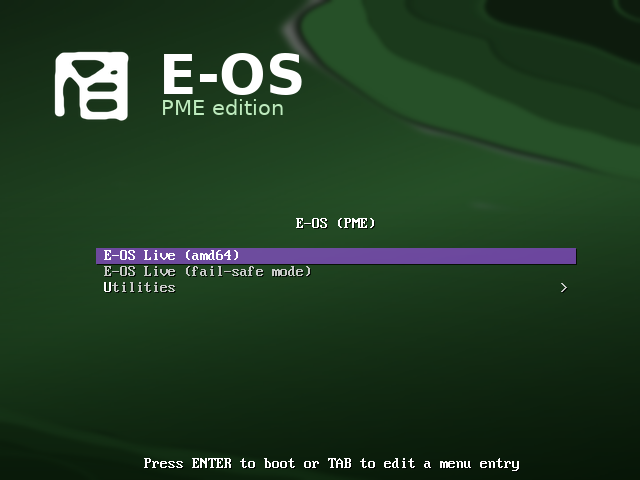 E-OS
PME edition
E-OS (PME)
E-OS Live (amd64)
E-OS Live (fail-safe mode)
Utilities >
Press ENTER to boot or TAB to edit a menu entry